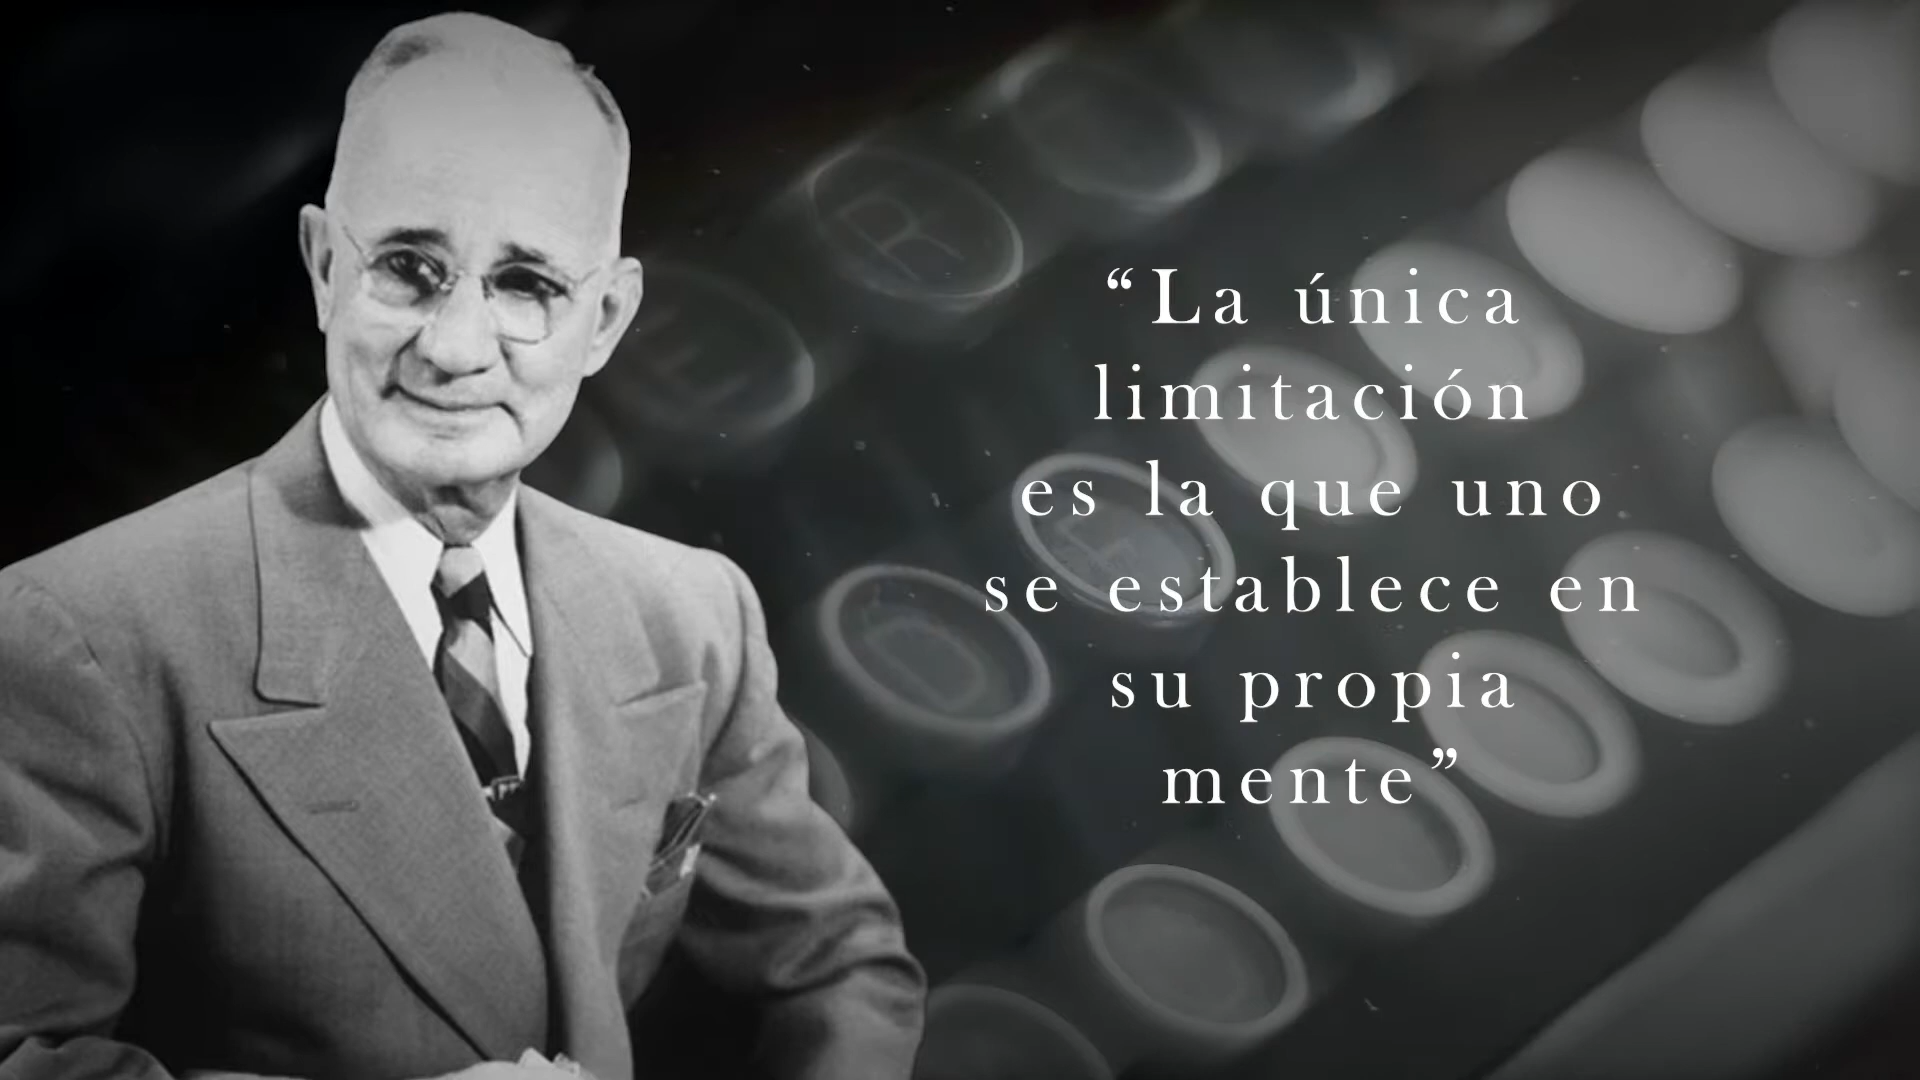 “La única
limitación
es la que uno
se establece en
su propia
mente”
R
E
F
D